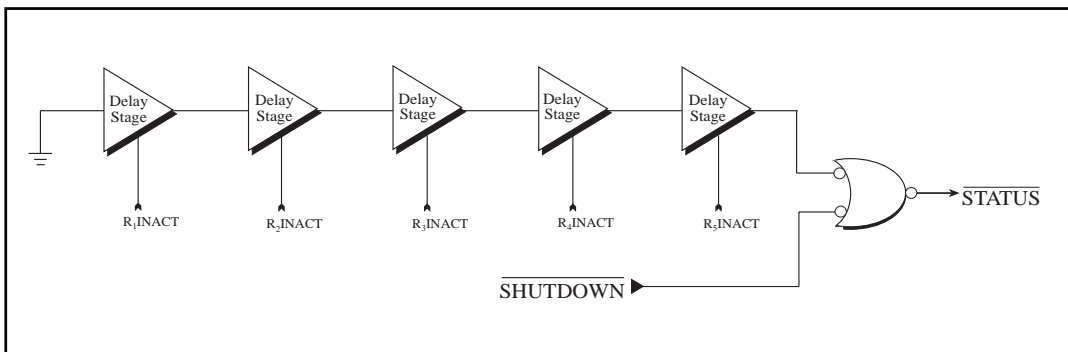 Delay
Stage
Delay
Stage
Delay
Stage
Delay
Stage
Delay
Stage
R₁INACT
R₂INACT
R₃INACT
R₄INACT
R₅INACT
STATUS
SHUTDOWN